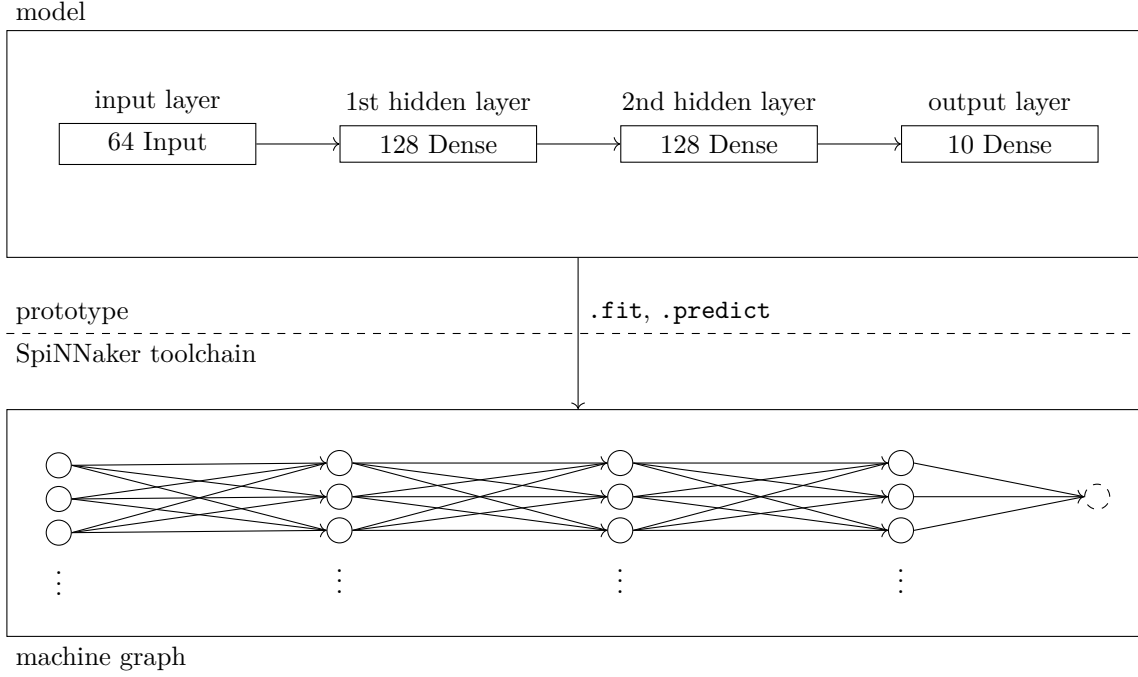 model
input layer
1st hidden layer
2nd hidden layer
output layer
64 Input
128 Dense
128 Dense
10 Dense
prototype
.fit, .predict
SpiNNaker toolchain
machine graph